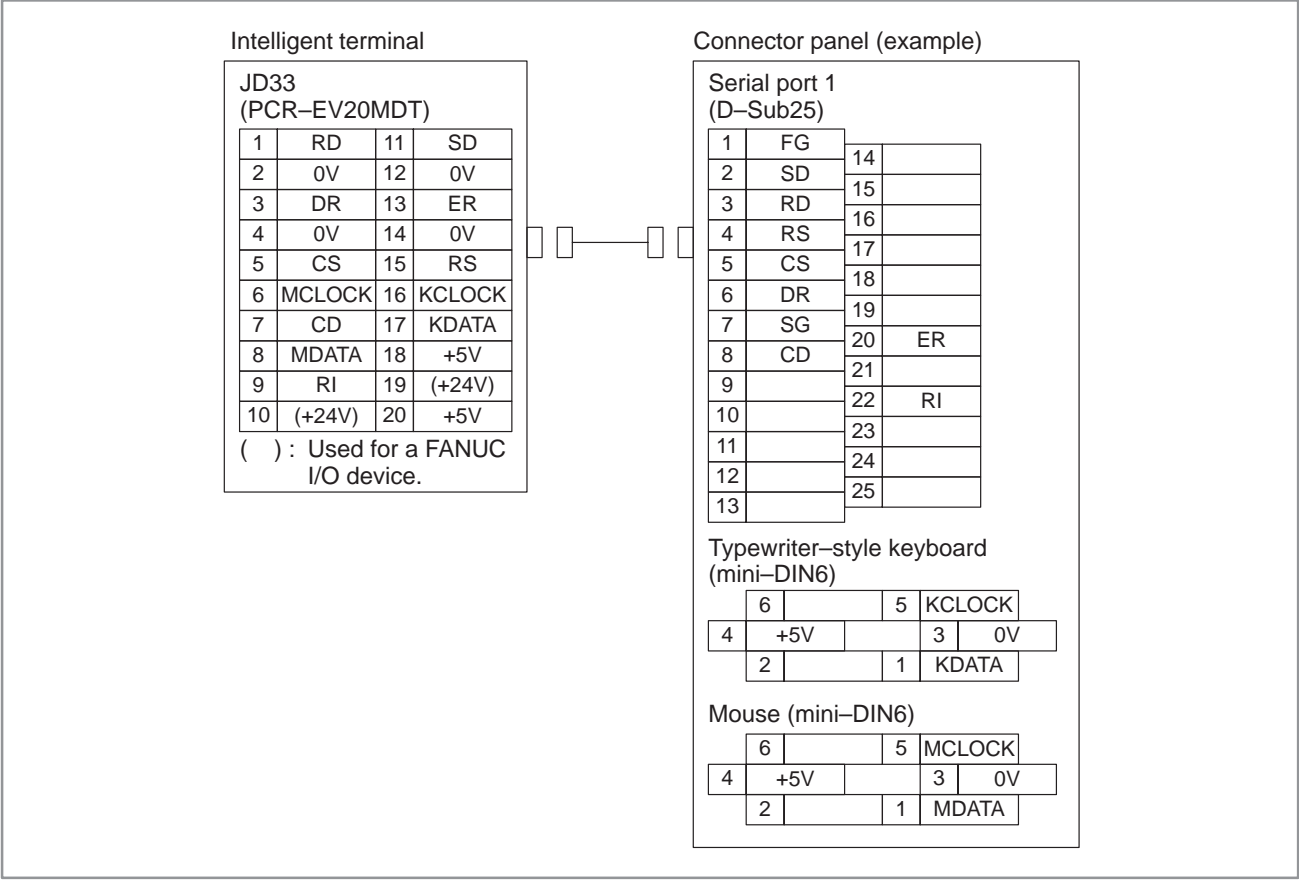 Intelligent terminal
JD33
(PCR–EV20MDT)
1 RD 11 SD
2 0V 12 0V
3 DR 13 ER
4 0V 14 0V
5 CS 15 RS
6 MCLOCK 16 KCLOCK
7 CD 17 KDATA
8 MDATA 18 +5V
9 RI 19 (+24V)
10 (+24V) 20 +5V
( ) : Used for a FANUC
I/O device.
Connector panel (example)
Serial port 1
(D–Sub25)
1 FG
2 SD
3 RD
4 RS
5 CS
6 DR
7 SG
8 CD
9
10
11
12
13
14
15
16
17
18
19
20 ER
21
22 RI
23
24
25
Typewriter–style keyboard
(mini–DIN6)
6 5 KCLOCK
4 +5V 3 0V
2 1 KDATA
Mouse (mini–DIN6)
6 5 MCLOCK
4 +5V 3 0V
2 1 MDATA